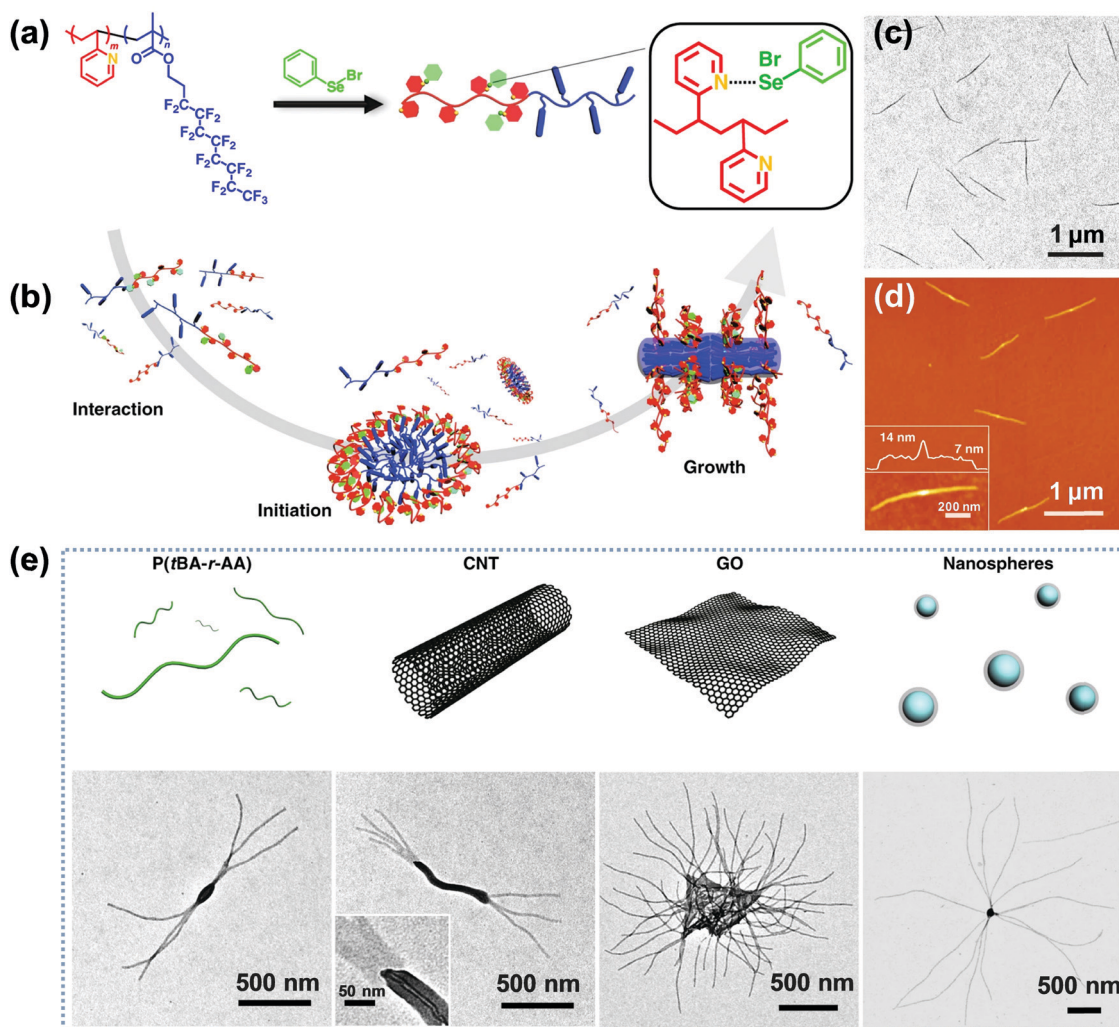 (a)
m
n
N
O
O
F₂C
CF₂
F₂C
CF₂
F₂C
CF₂
F₂C
CF₃
Br
Se
Br
N
Se
N
(b)
Interaction
Initiation
Growth
(c)
1 µm
(d)
14 nm
7 nm
200 nm
1 µm
(e)
P(tBA-r-AA)
CNT
GO
Nanospheres
500 nm
50 nm
500 nm
500 nm
500 nm